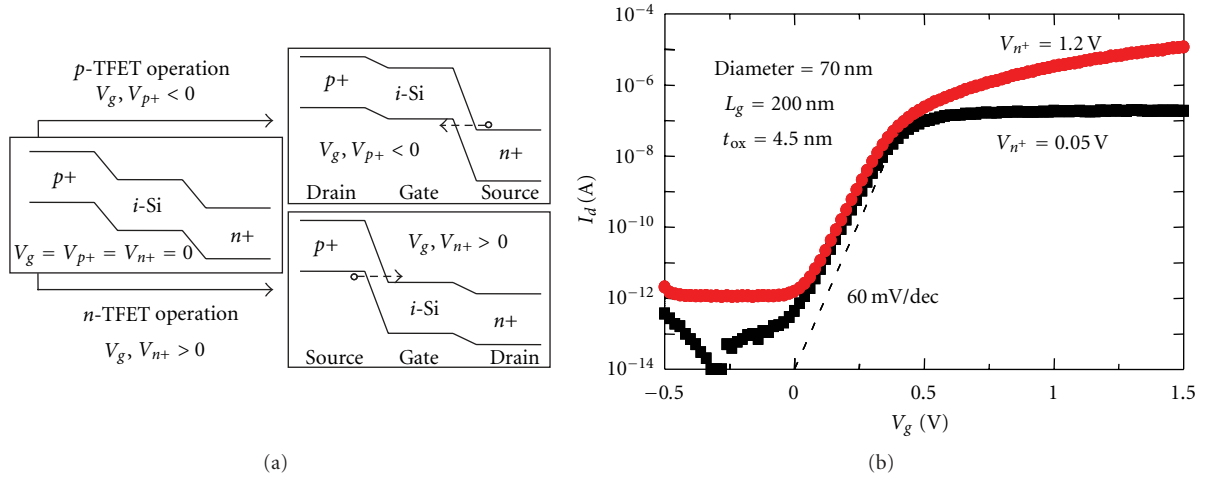 p-TFET operation
Vg, Vp+ < 0
p+
i-Si
n+
Vg = Vp+ = Vn+ = 0
n-TFET operation
Vg, Vn+ > 0
p+
i-Si
Vg, Vp+ < 0
n+
Drain Gate Source
p+
Vg, Vn+ > 0
i-Si
n+
Source Gate Drain
(a)
10−4
10−6
10−8
10−10
10−12
10−14
Id (A)
Vn+ = 1.2 V
Diameter = 70 nm
Lg = 200 nm
tox = 4.5 nm
Vn+ = 0.05 V
60 mV/dec
−0.5 0 0.5 1 1.5
Vg (V)
(b)